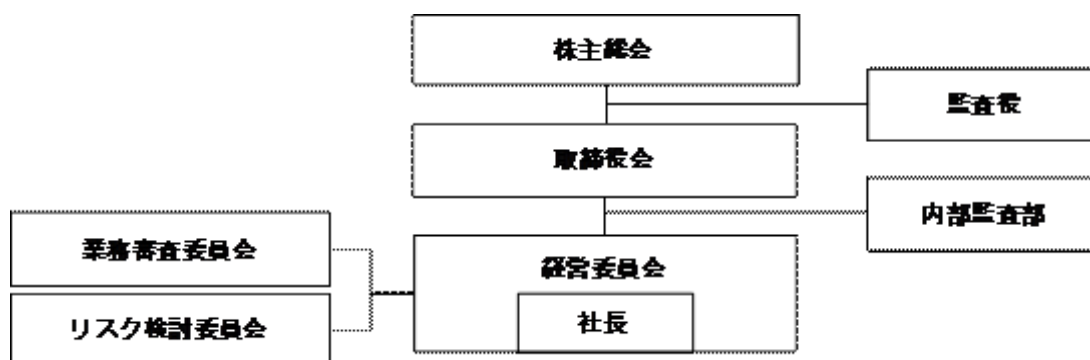 株主総会
監査役
取締役会
内部監査部
業務審査委員会
経営委員会
社長
リスク検討委員会